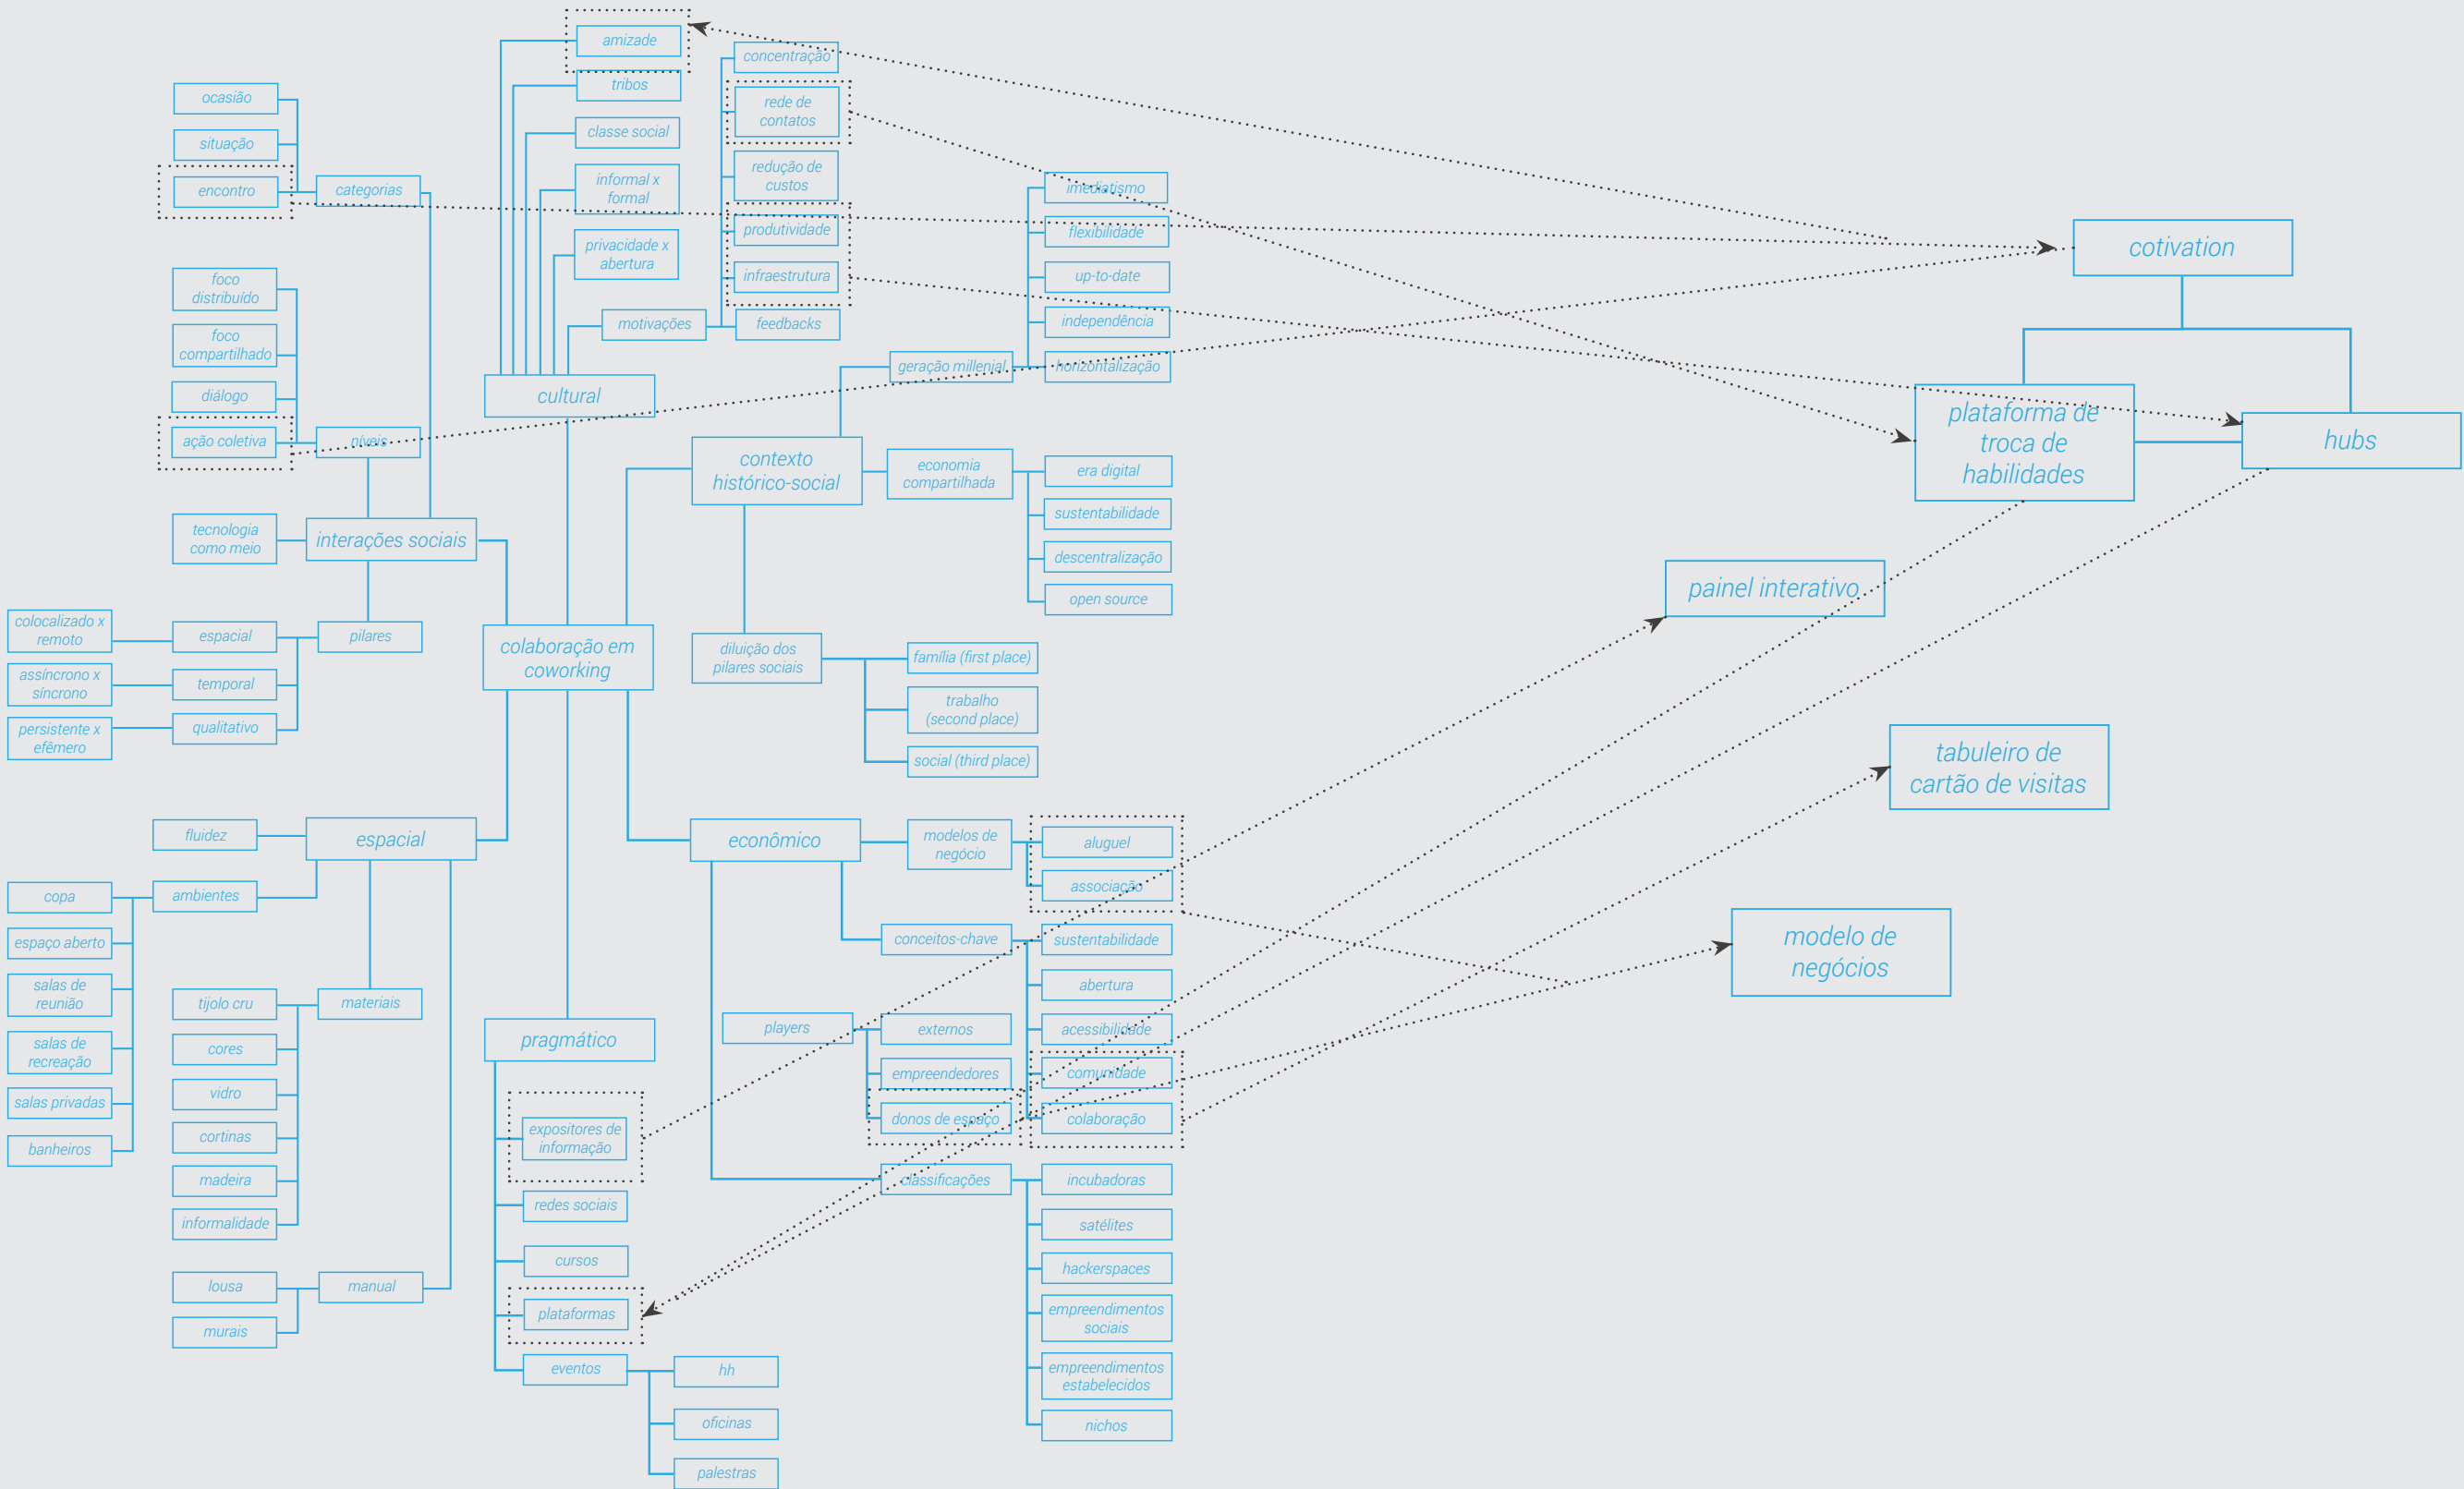 amizade
tribos
classe social
informal x
formal
privacidade x
abertura
motivações
concentração
rede de
contatos
redução de
custos
produtividade
infraestrutura
feedbacks
cultural
ocasião
situação
encontro
categorias
foco
distribuído
foco
compartilhado
diálogo
ação coletiva
níveis
tecnologia
como meio
interações sociais
colocalizado x
remoto
espacial
pilares
assíncrono x
síncrono
temporal
persistente x
efêmero
qualitativo
colaboração em
coworking
contexto
histórico-social
geração millenial
imediatismo
flexibilidade
up-to-date
independência
horizontalização
economia
compartilhada
era digital
sustentabilidade
descentralização
open source
diluição dos
pilares sociais
família (first place)
trabalho
(second place)
social (third place)
fluidez
espacial
copa
ambientes
espaço aberto
salas de
reunião
salas de
recreação
salas privadas
banheiros
tijolo cru
materiais
cores
vidro
cortinas
madeira
informalidade
lousa
manual
murais
pragmático
expositores de
informação
redes sociais
cursos
plataformas
eventos
hh
oficinas
palestras
econômico
modelos de
negócio
aluguel
associação
conceitos-chave
sustentabilidade
abertura
acessibilidade
comunidade
colaboração
players
externos
empreendedores
donos de espaço
classificações
incubadoras
satélites
hackerspaces
empreendimentos
sociais
empreendimentos
estabelecidos
nichos
cotivation
plataforma de
troca de
habilidades
hubs
painel interativo
tabuleiro de
cartão de visitas
modelo de
negócios